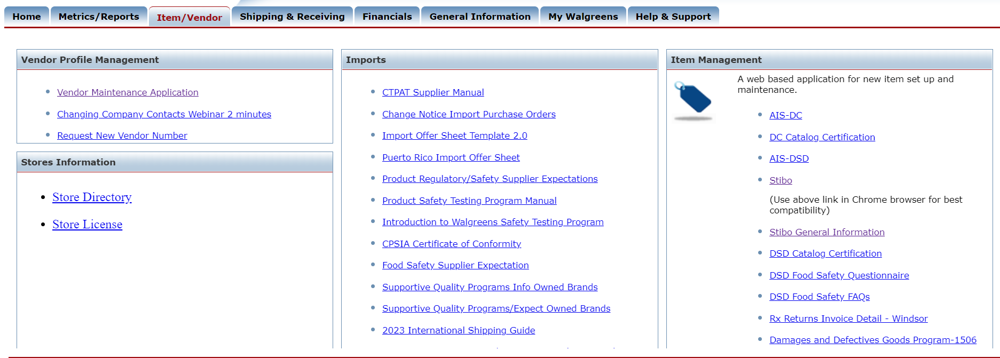 Home
Metrics/Reports
Item/Vendor
Shipping & Receiving
Financials
General Information
My Walgreens
Help & Support
Vendor Profile Management
Vendor Maintenance Application
Changing Company Contacts Webinar 2 minutes
Request New Vendor Number
Stores Information
Store Directory
Store License
Imports
CTPAT Supplier Manual
Change Notice Import Purchase Orders
Import Offer Sheet Template 2.0
Puerto Rico Import Offer Sheet
Product Regulatory/Safety Supplier Expectations
Product Safety Testing Program Manual
Introduction to Walgreens Safety Testing Program
CPSIA Certificate of Conformity
Food Safety Supplier Expectation
Supportive Quality Programs Info Owned Brands
Supportive Quality Programs/Expect Owned Brands
2023 International Shipping Guide
Item Management
A web based application for new item set up and
maintenance.
AIS-DC
DC Catalog Certification
AIS-DSD
Stibo
(Use above link in Chrome browser for best
compatibility)
Stibo General Information
DSD Catalog Certification
DSD Food Safety Questionnaire
DSD Food Safety FAQs
Rx Returns Invoice Detail - Windsor
Damages and Defectives Goods Program-1506